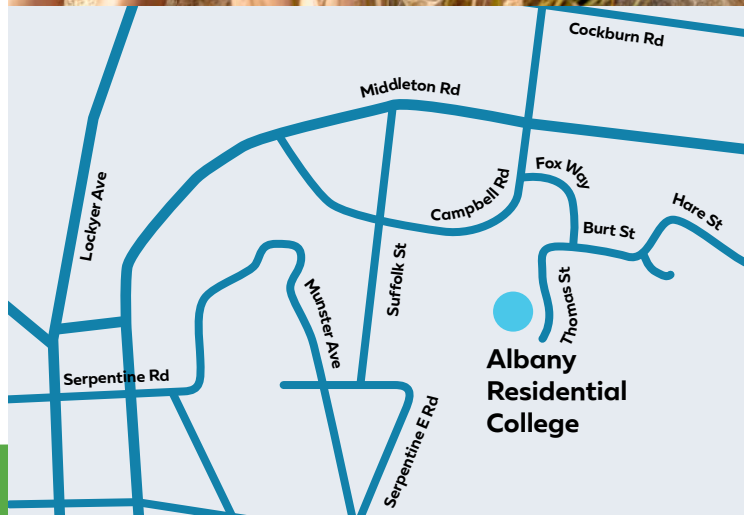 Cockburn Rd
Middleton Rd
Fox Way
Lockyer Ave
Campbell Rd
Hare St
Burt St
Suffolk St
Thomas St
Munster Ave
Albany
Residential
College
Serpentine Rd
Serpentine E Rd